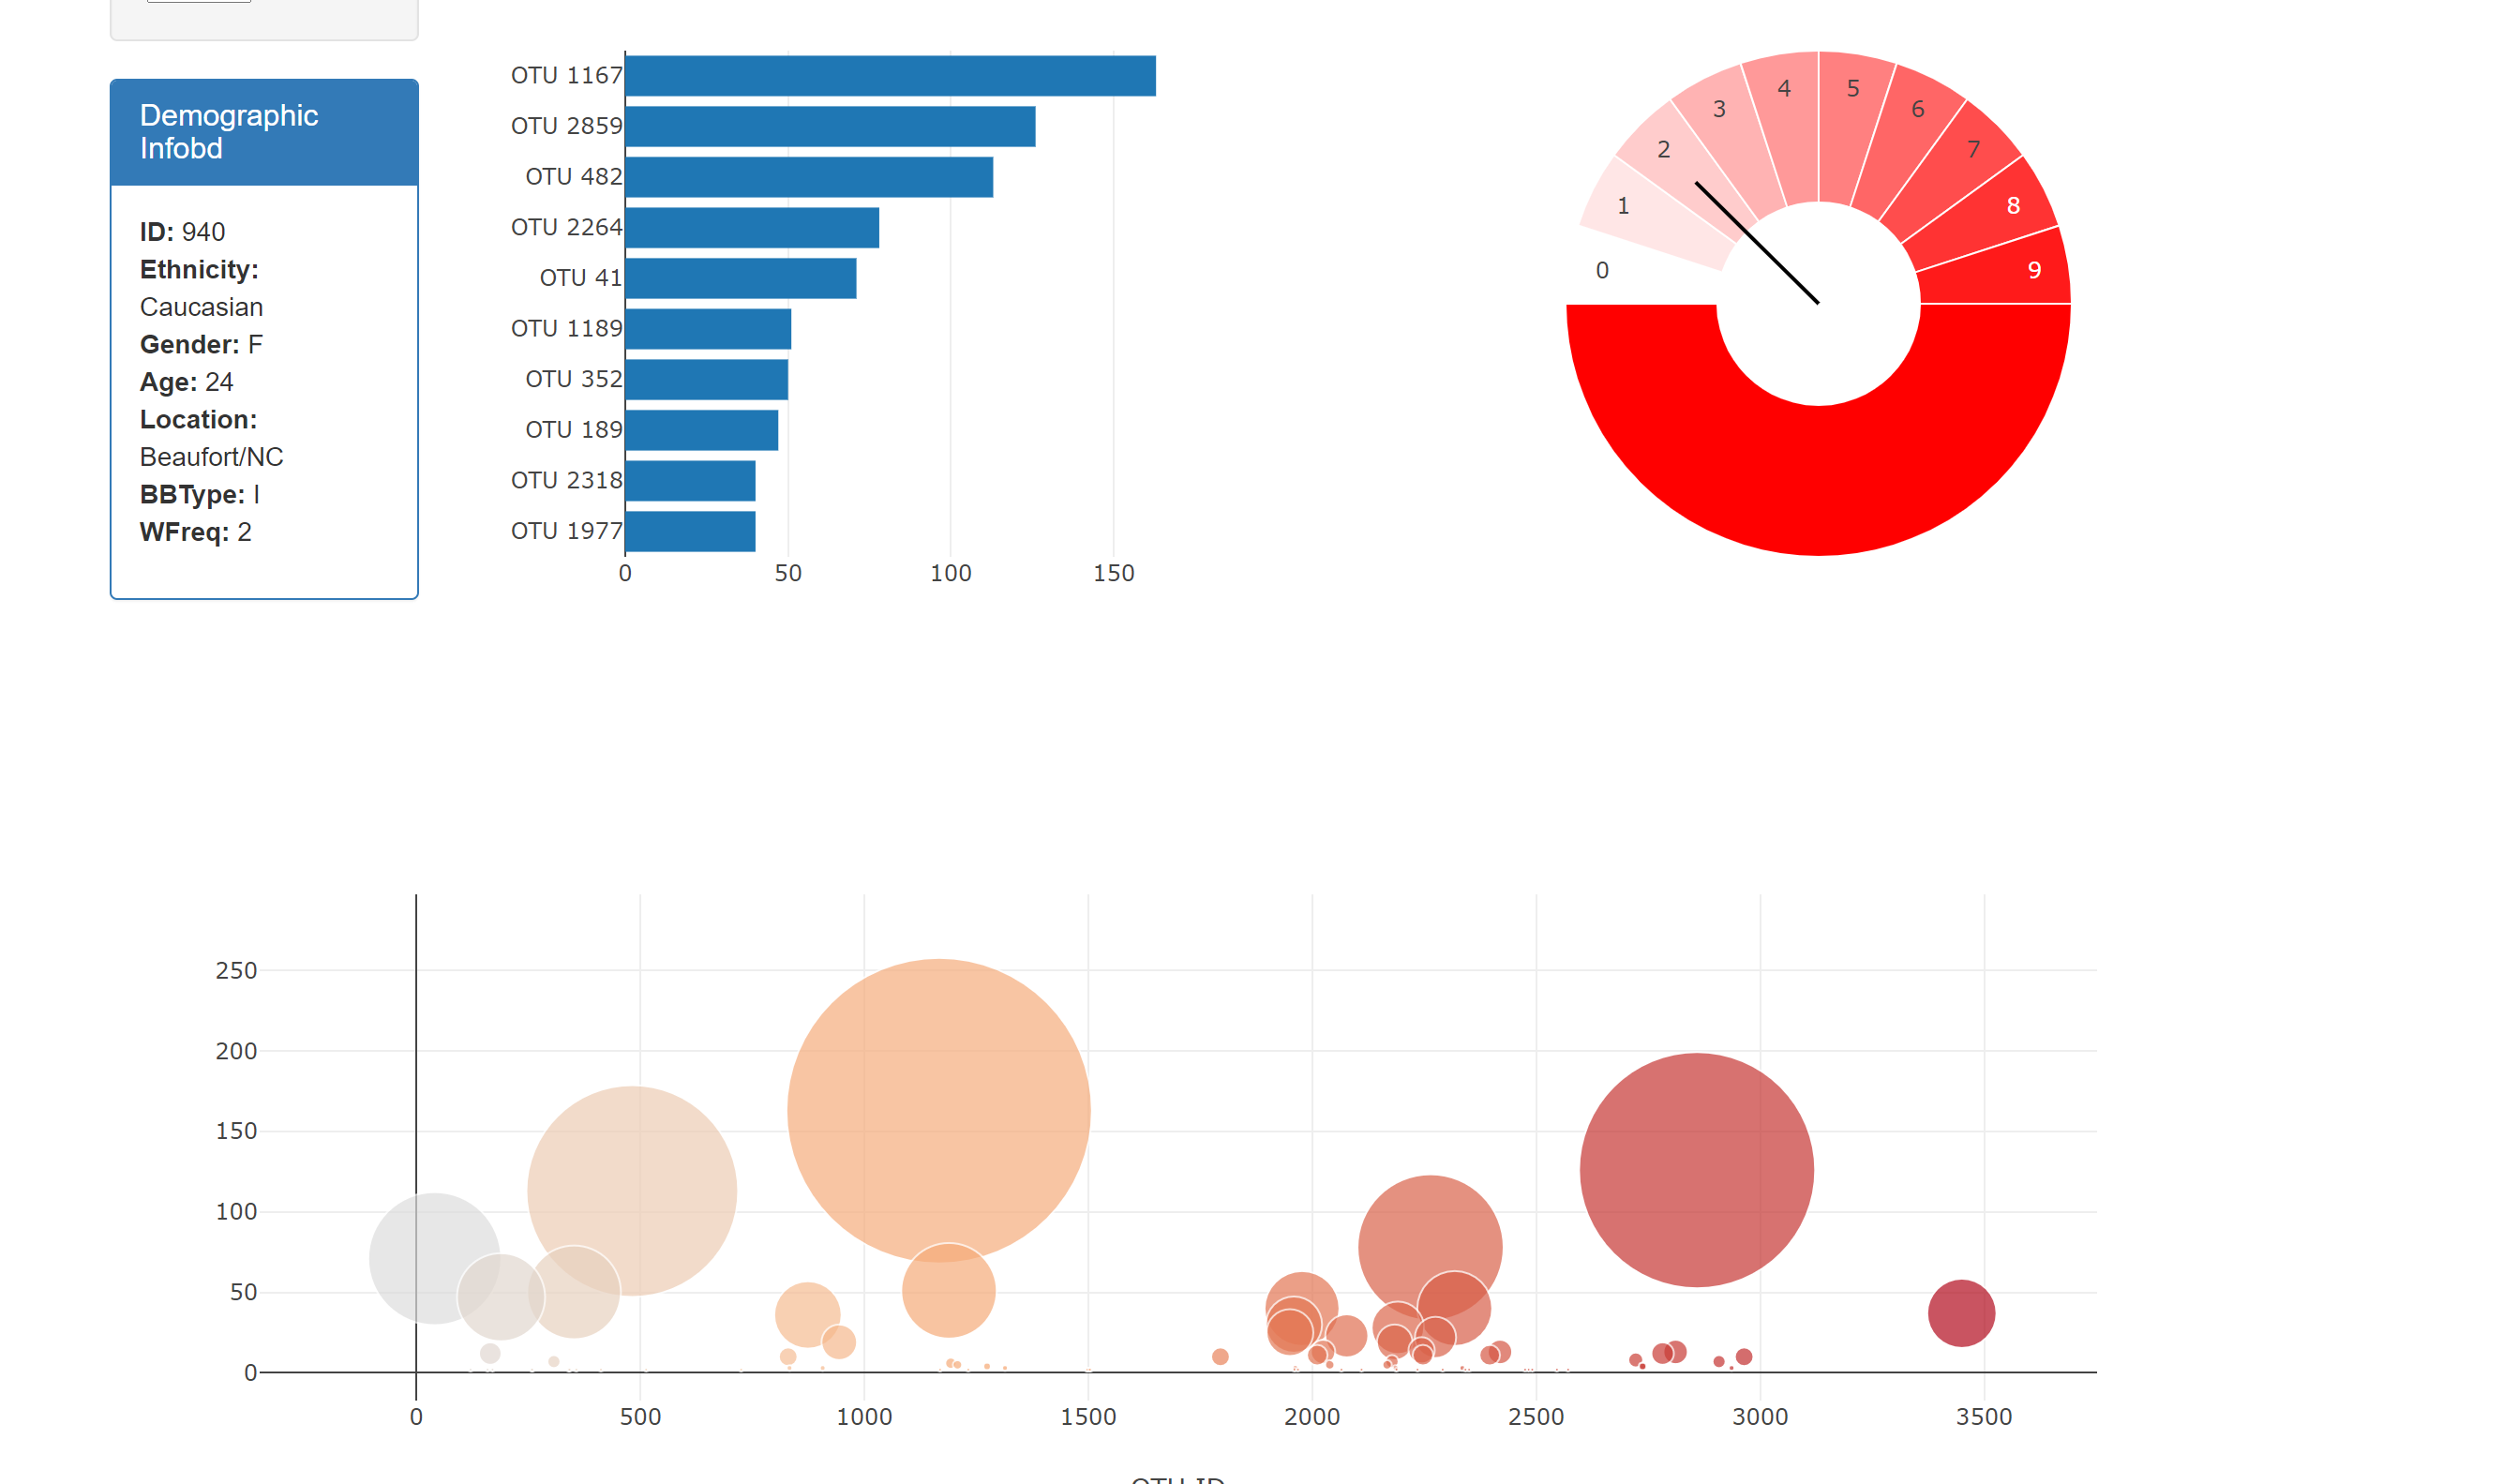 Demographic
Infobd
ID: 940
Ethnicity:
Caucasian
Gender: F
Age: 24
Location:
Beaufort/NC
BBType: I
WFreq: 2
OTU 1167
OTU 2859
OTU 482
OTU 2264
OTU 41
OTU 1189
OTU 352
OTU 189
OTU 2318
OTU 1977
0 50 100 150
0
1
2
3
4
5
6
7
8
9
250
200
150
100
50
0
0 500 1000 1500 2000 2500 3000 3500
OTU ID